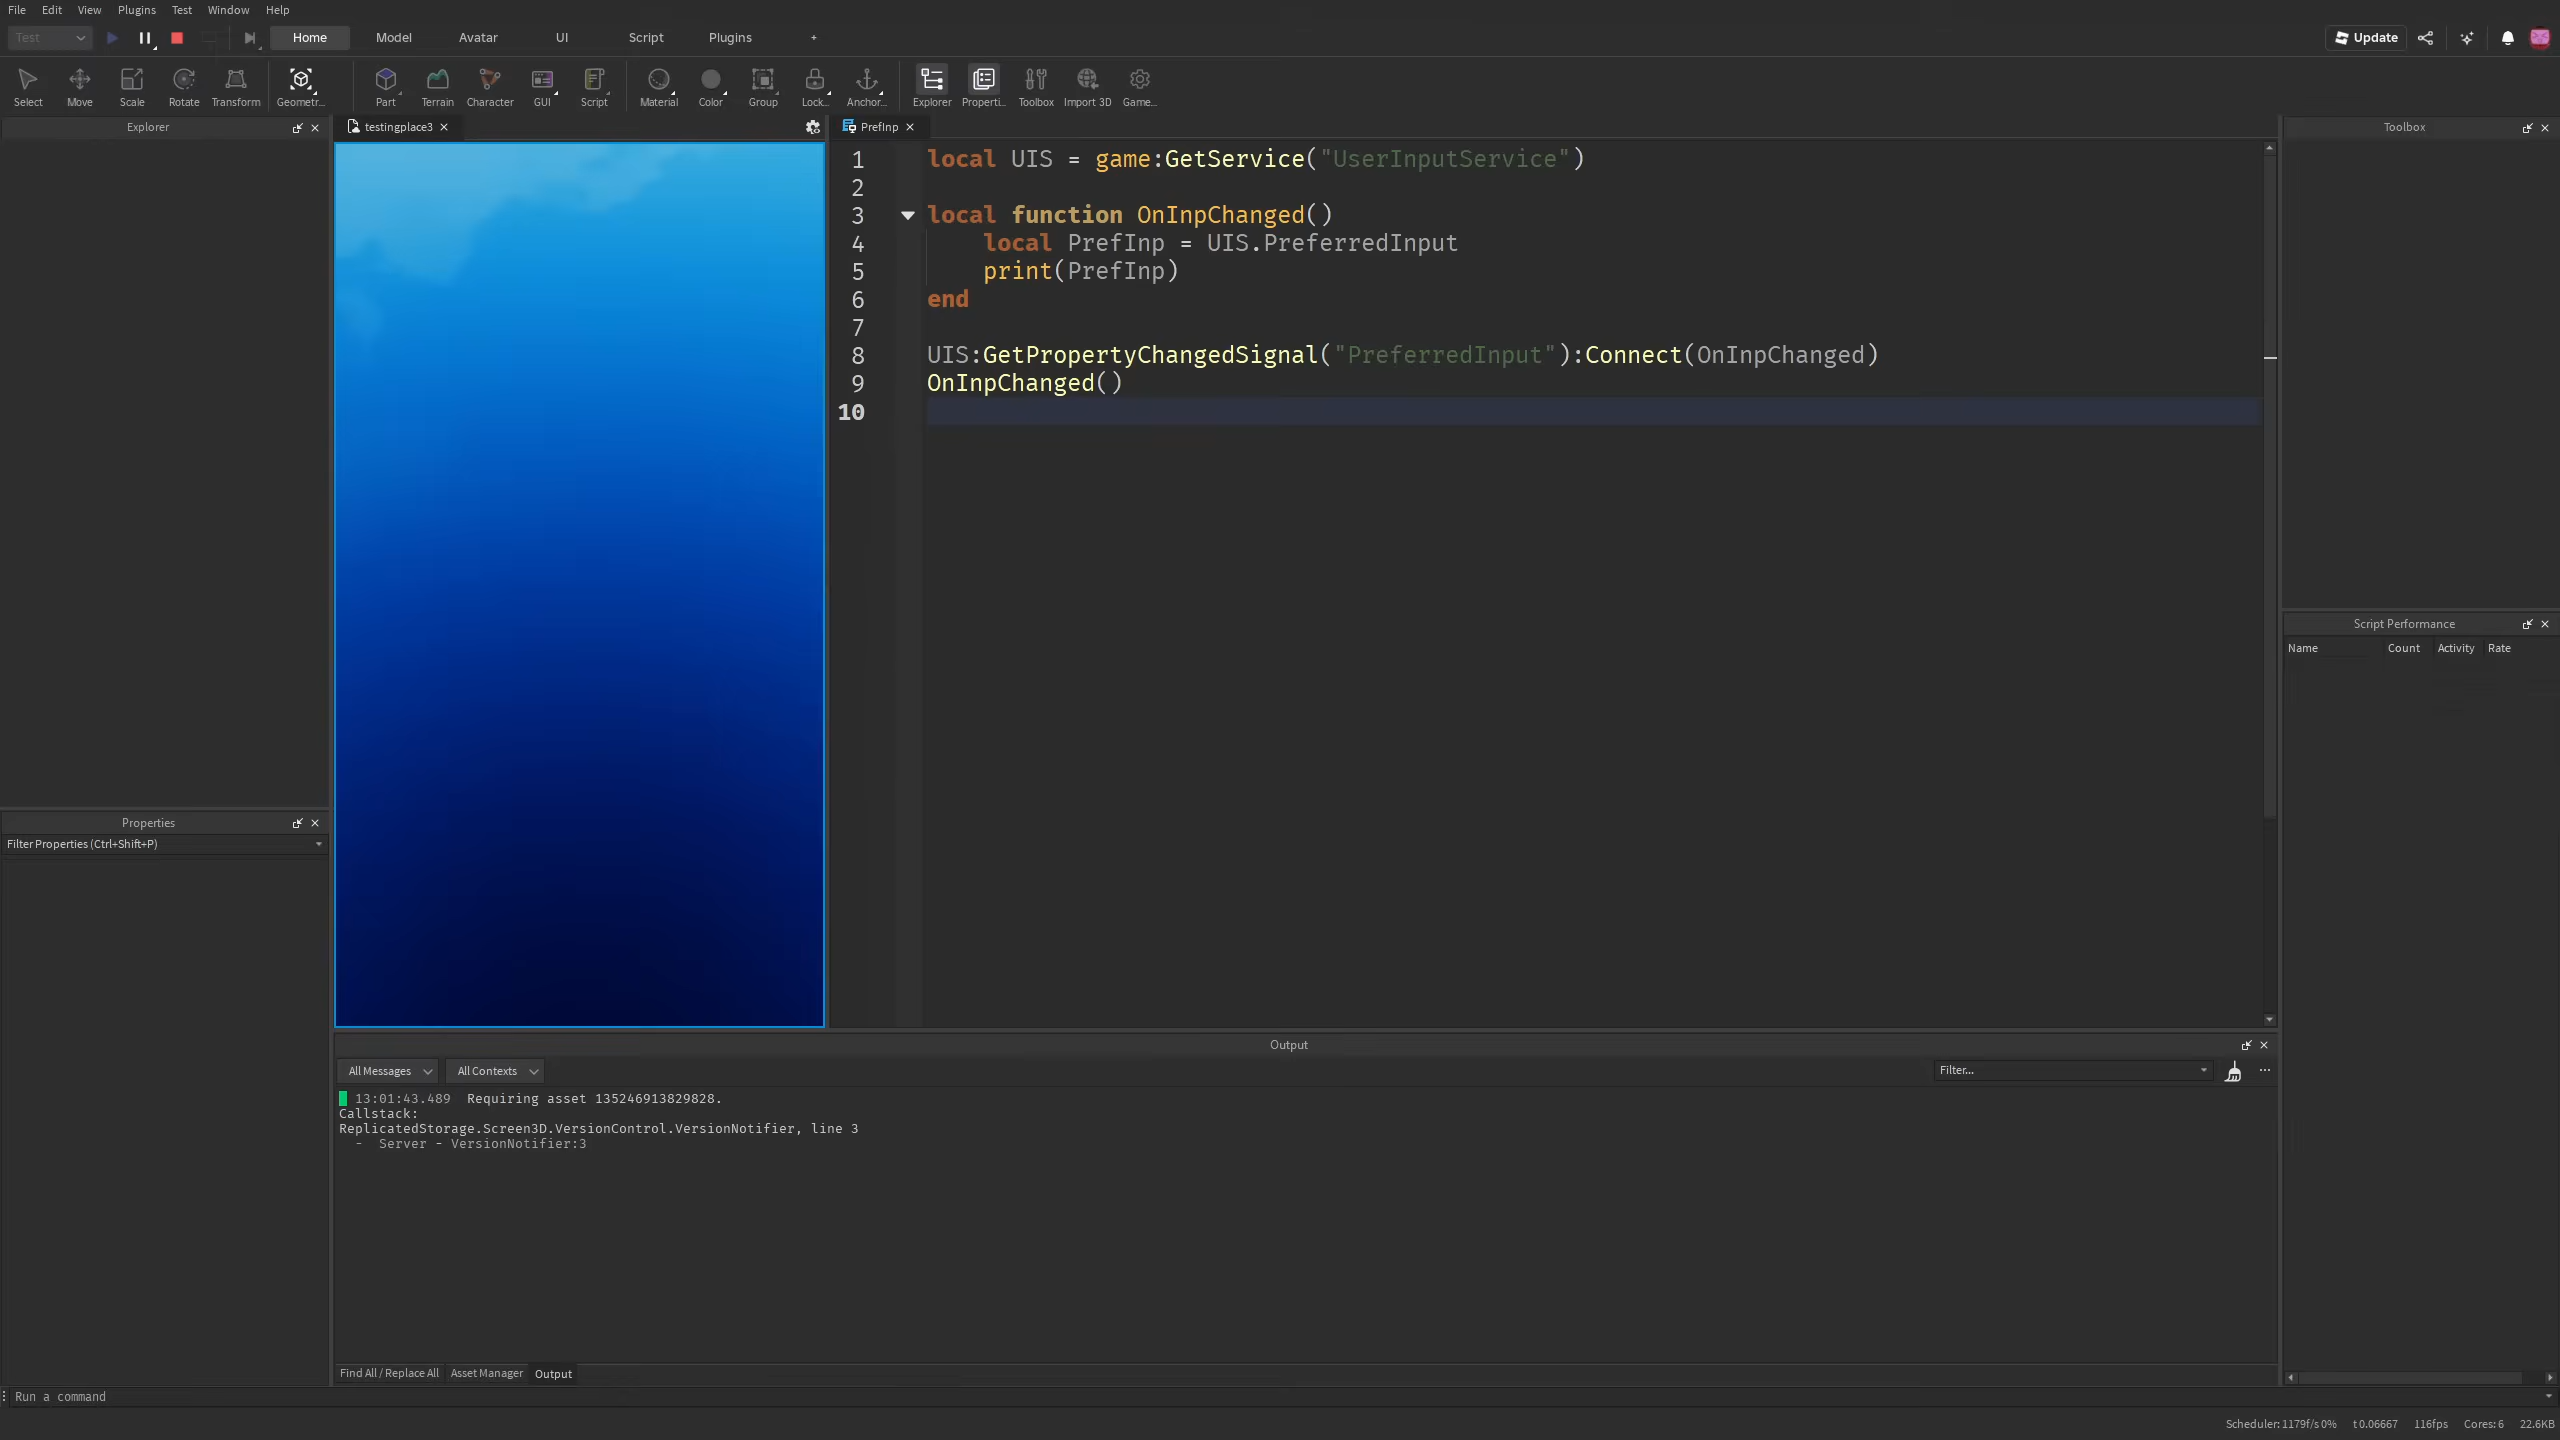 File Edit View Plugins Test Window Help
Test Home Model Avatar UI Script Plugins + Update
Select Move Scale Rotate Transform Geometr... Part Terrain Character GUI Script Material Color Group Lock... Anchor... Explorer Properti... Toolbox Import 3D Game...
Explorer
testingplace3
PrefInp
Toolbox
1 local UIS = game:GetService("UserInputService")
2
3 local function OnInpChanged()
4 local PrefInp = UIS.PreferredInput
5 print(PrefInp)
6 end
7
8 UIS:GetPropertyChangedSignal("PreferredInput"):Connect(OnInpChanged)
9 OnInpChanged()
10
Script Performance
Name Count Activity Rate
Properties
Filter Properties (Ctrl+Shift+P)
Output
All Messages All Contexts Filter... ...
13:01:43.489 Requiring asset 135246913829828.
Callstack:
ReplicatedStorage.Screen3D.VersionControl.VersionNotifier, line 3
- Server - VersionNotifier:3
Find All / Replace All Asset Manager Output
Run a command
Scheduler: 1179f/s 0% t 0.06667 116fps Cores: 6 22.6KB